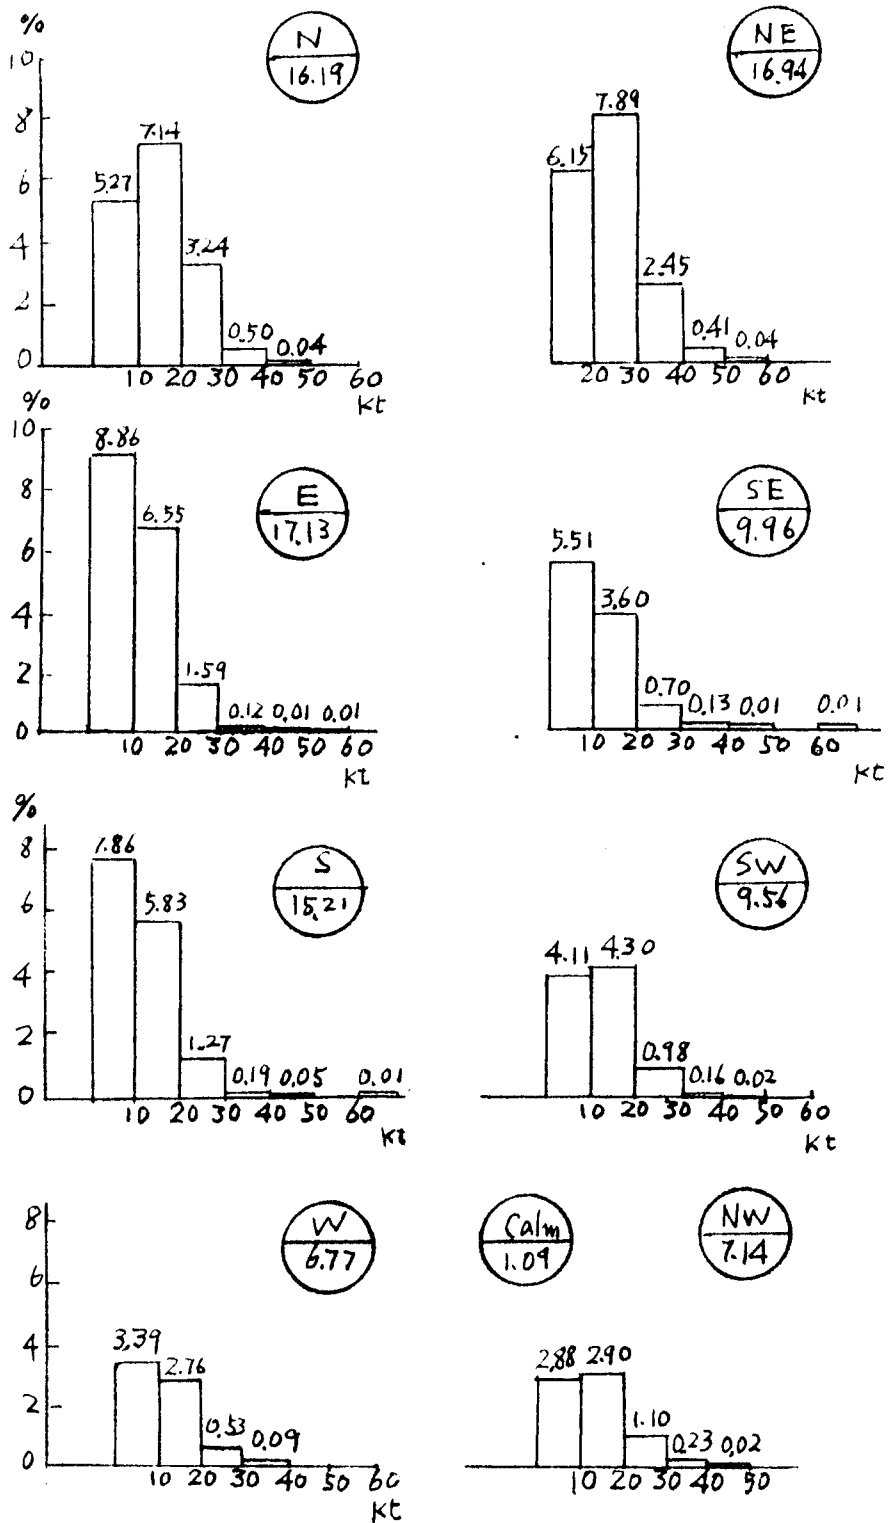 %
N
16.19
10
8
6
4
2
0
5.27
7.14
3.24
0.50
0.04
10 20 30 40 50 60
Kt
NE
16.94
6.15
7.89
2.45
0.41
0.04
20 30 40 50 60
Kt
%
E
17.13
10
8
6
4
2
0
8.86
6.55
1.59
0.12 0.01 0.01
10 20 30 40 50 60
Kt
SE
9.96
5.51
3.60
0.70
0.13 0.01 0.01
10 20 30 40 50 60
Kt
%
S
15.21
8
6
4
2
0
7.86
5.83
1.27
0.19 0.05 0.01
10 20 30 40 50 60
Kt
SW
9.56
4.11 4.30
0.98
0.16 0.02
10 20 30 40 50 60
Kt
W
6.77
8
6
4
2
0
3.39
2.76
0.53
0.09
10 20 30 40 50 60
Kt
Calm
1.09
NW
7.14
2.88 2.90
1.10
0.23 0.02
10 20 30 40 50